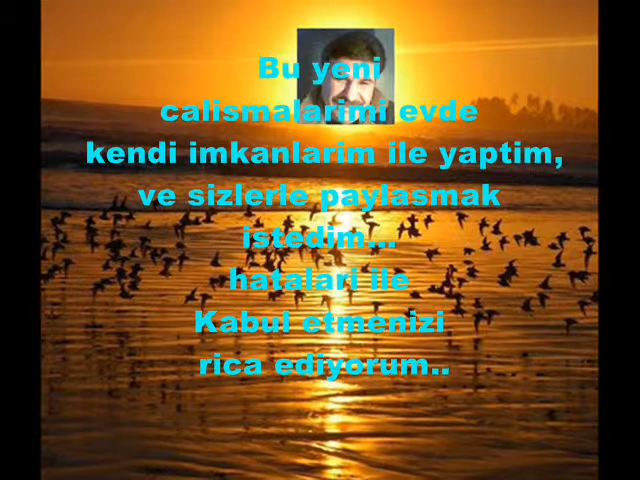 Bu yeni
calismalarimi evde
kendi imkanlarim ile yaptim,
ve sizlerle paylasmak
istedim...
hatalari ile
Kabul etmenizi
rica ediyorum..